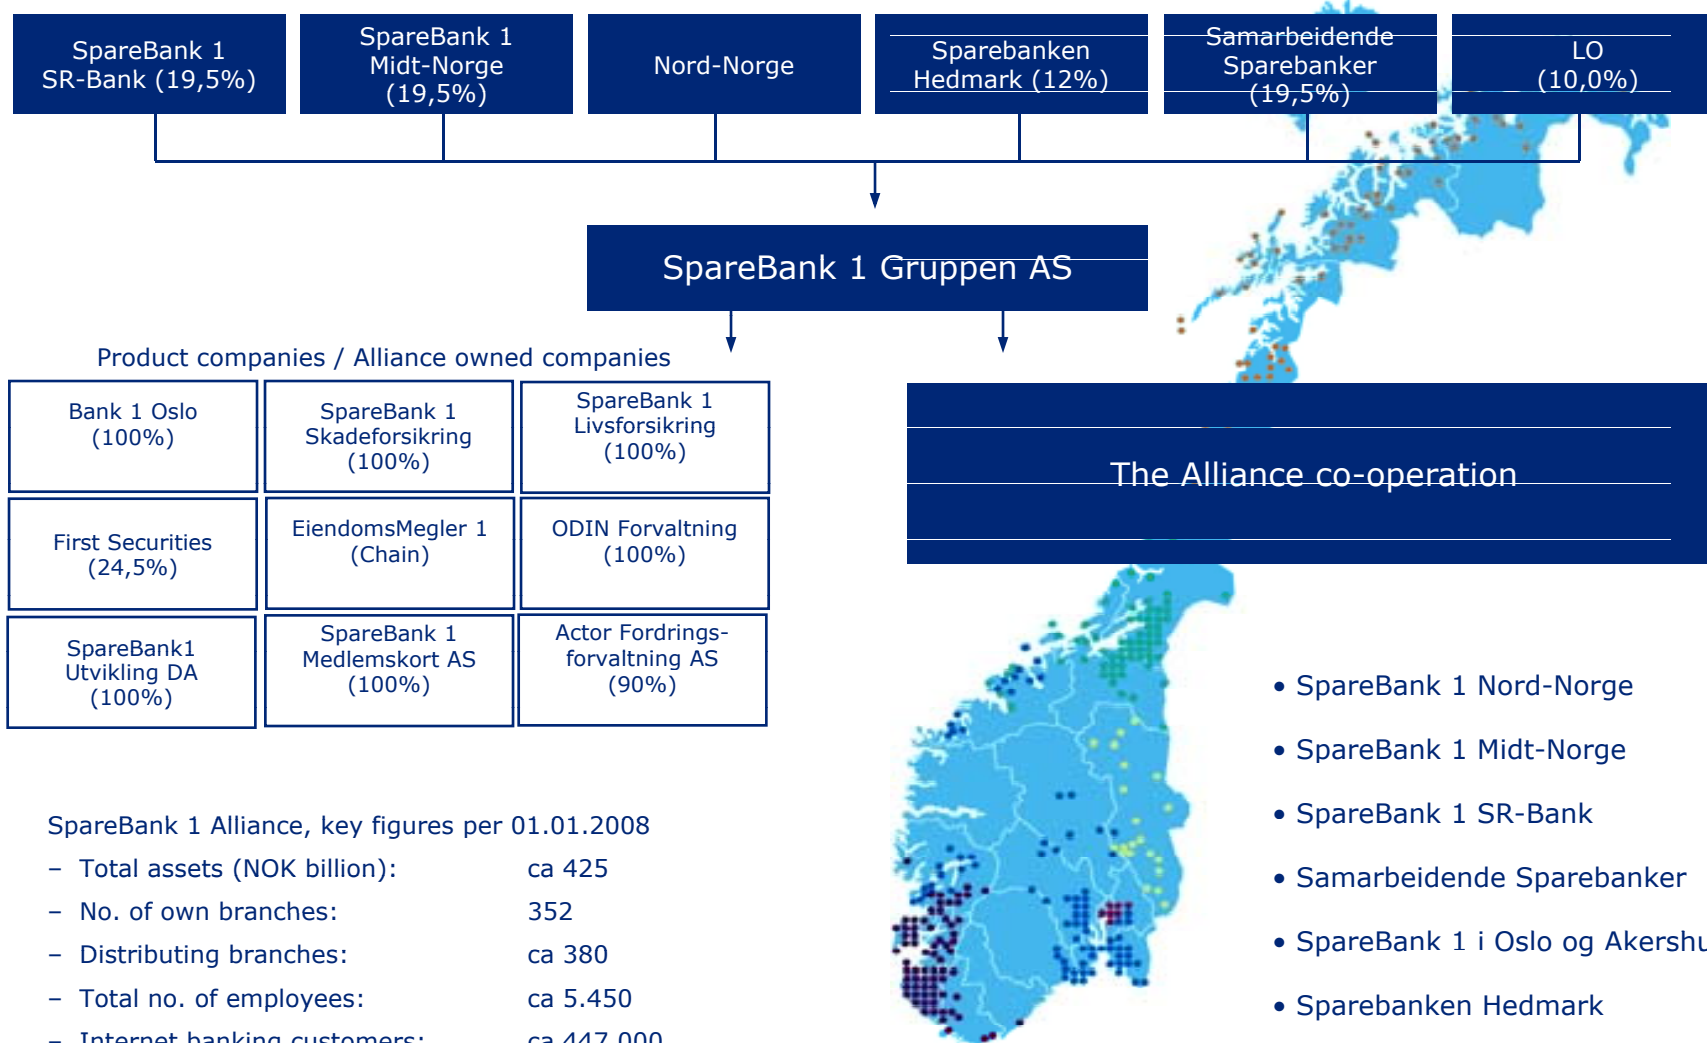 SpareBank 1
SR-Bank (19,5%)
SpareBank 1
Midt-Norge
(19,5%)
Nord-Norge
Sparebanken
Hedmark (12%)
Samarbeidende
Sparebanker
(19,5%)
LO
(10,0%)
SpareBank 1 Gruppen AS
Product companies / Alliance owned companies
Bank 1 Oslo
(100%)
SpareBank 1
Skadeforsikring
(100%)
SpareBank 1
Livsforsikring
(100%)
First Securities
(24,5%)
EiendomsMegler 1
(Chain)
ODIN Forvaltning
(100%)
SpareBank1
Utvikling DA
(100%)
SpareBank 1
Medlemskort AS
(100%)
Actor Fordrings-
forvaltning AS
(90%)
The Alliance co-operation
• SpareBank 1 Nord-Norge
• SpareBank 1 Midt-Norge
• SpareBank 1 SR-Bank
• Samarbeidende Sparebanker
• SpareBank 1 i Oslo og Akershu
• Sparebanken Hedmark
SpareBank 1 Alliance, key figures per 01.01.2008
– Total assets (NOK billion): ca 425
– No. of own branches: 352
– Distributing branches: ca 380
– Total no. of employees: ca 5.450
– Internet banking customers: ca 447.000